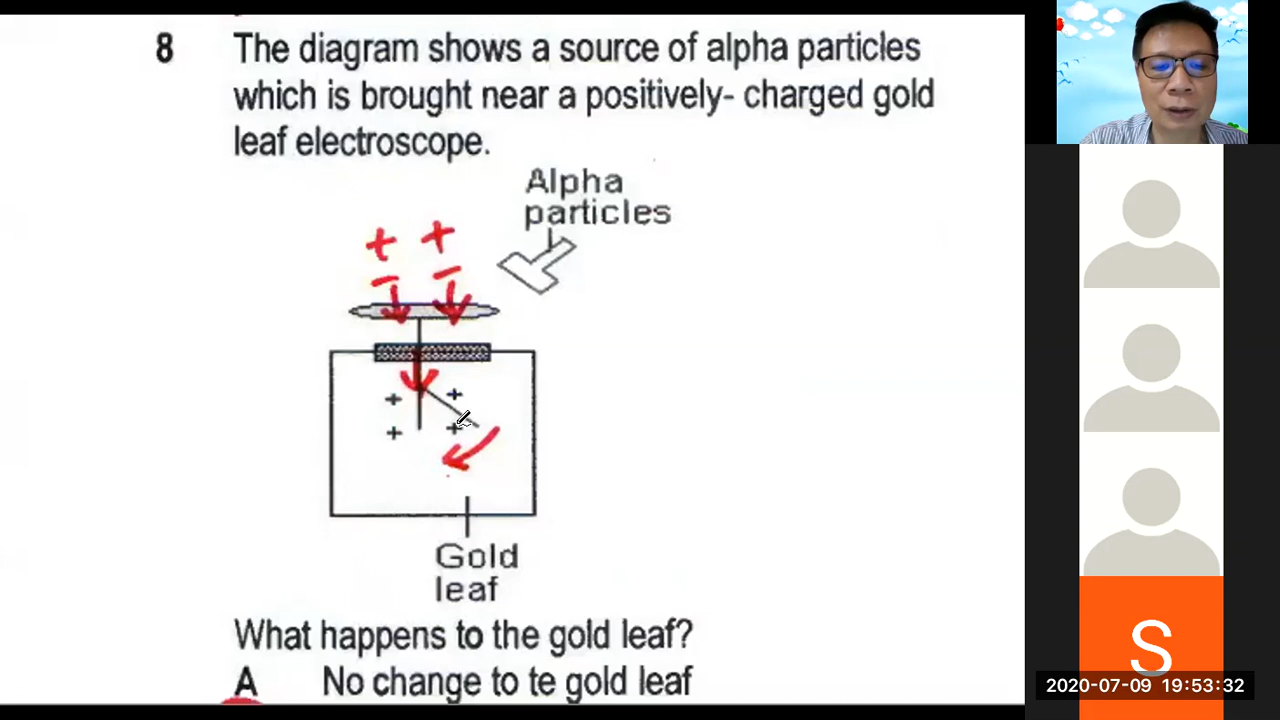 8 The diagram shows a source of alpha particles
which is brought near a positively- charged gold
leaf electroscope.
Alpha
particles
+ +
- -
+ +
+ +
Gold
leaf
What happens to the gold leaf?
A No change to te gold leaf
S
2020-07-09 19:53:32